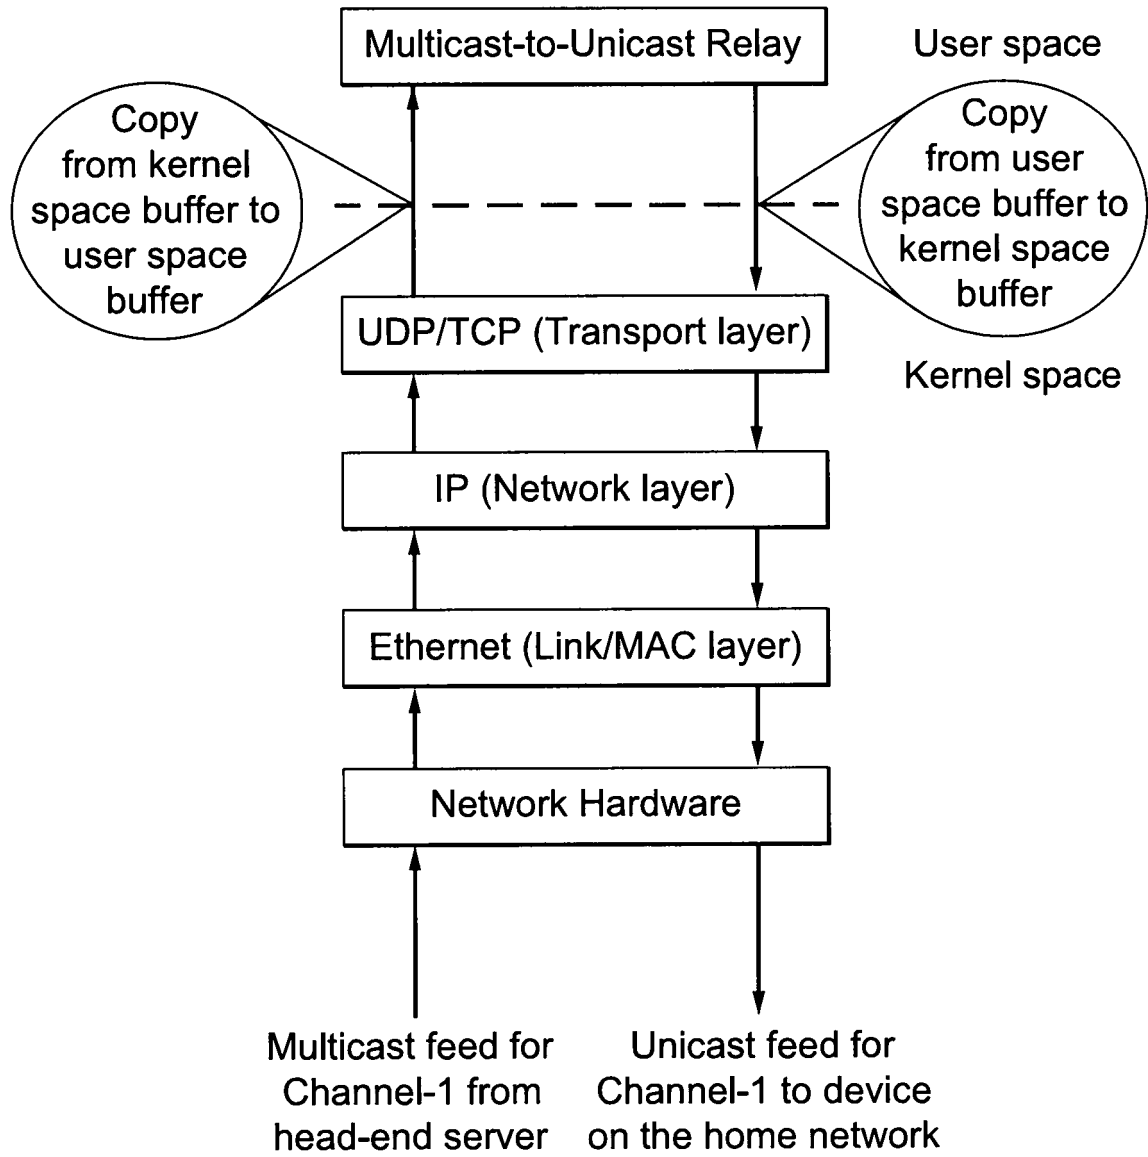 Multicast-to-Unicast Relay
User space
Copy
from kernel
space buffer to
user space
buffer
Copy
from user
space buffer to
kernel space
buffer
UDP/TCP (Transport layer)
Kernel space
IP (Network layer)
Ethernet (Link/MAC layer)
Network Hardware
Multicast feed for
Channel-1 from
head-end server
Unicast feed for
Channel-1 to device
on the home network